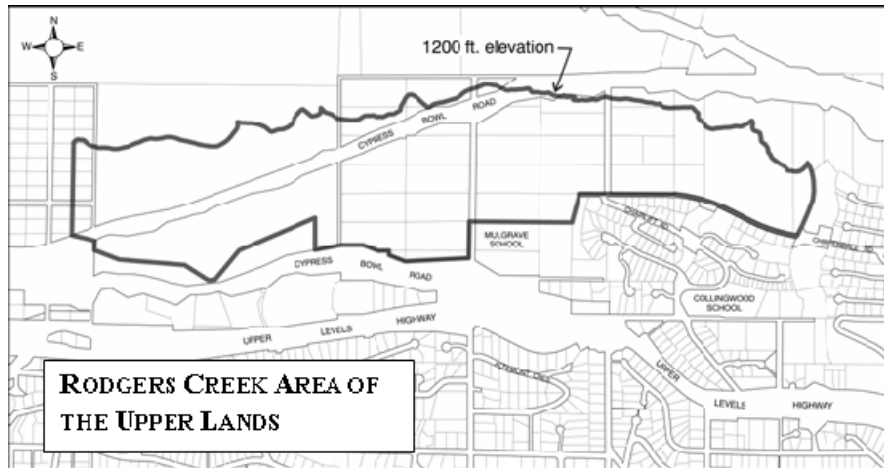 N
W E
S
1200 ft. elevation
CYPRESS BOWL ROAD
MULGRAVE
SCHOOL
CYPRESS BOWL ROAD
COLLINGWOOD
SCHOOL
UPPER LEVELS HIGHWAY
UPPER LEVELS HIGHWAY
RODGERS CREEK AREA OF
THE UPPER LANDS